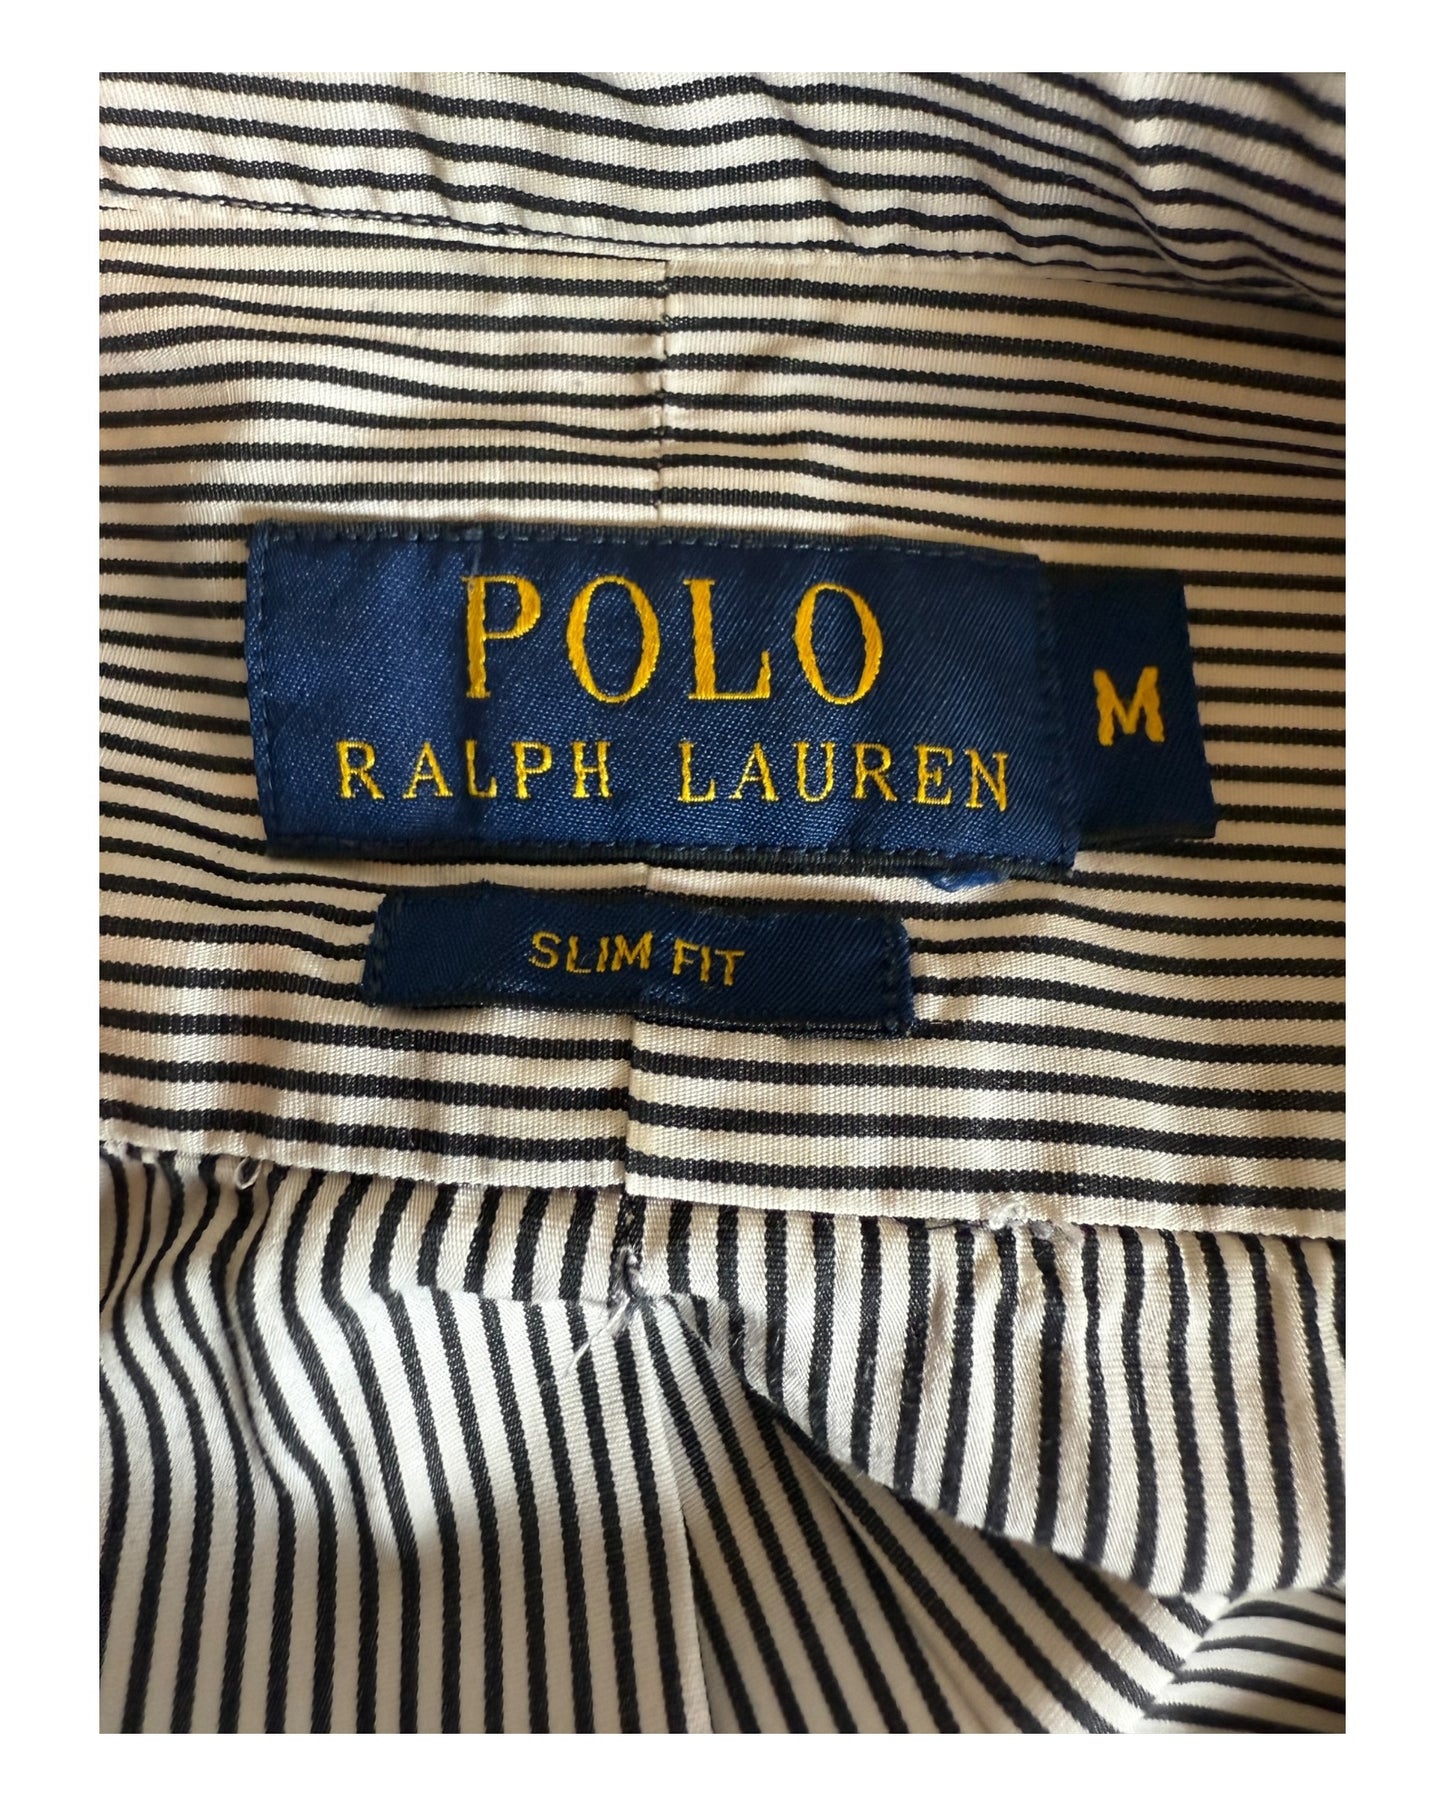 POLO
RALPH LAUREN
M
SLIM FIT